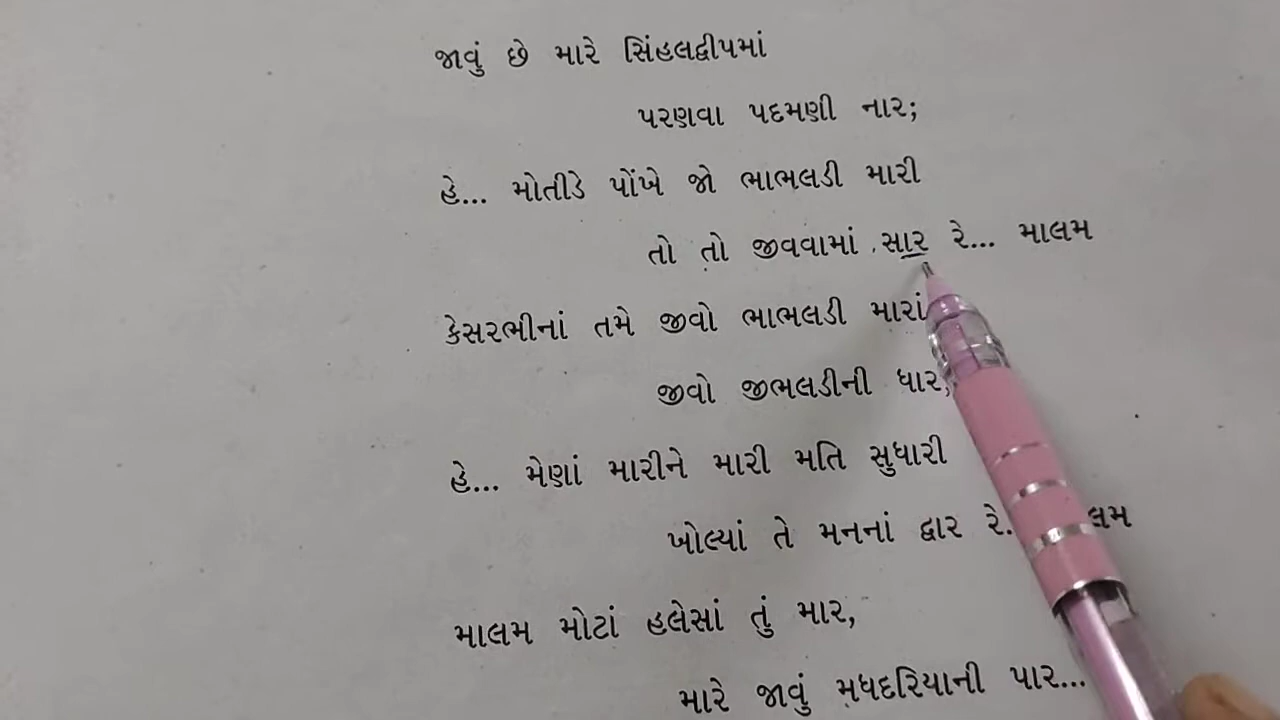 જાવું છે મારે સિંહલદ્વીપમાં
પરણવા પદમણી નાર;
હે... મોતીડે પોંખે જો ભાભલડી મારી
તો તો જીવવામાં સાર રે... માલમ
કેસરભીનાં તમે જીવો ભાભલડી મારાં
જીવો જીભલડીની ધાર,
હે... મેણાં મારીને મારી મતિ સુધારી
ખોલ્યાં તે મનનાં દ્વાર રે.
માલમ મોટાં હલેસાં તું માર,
મારે જાવું મધદરિયાની પાર...